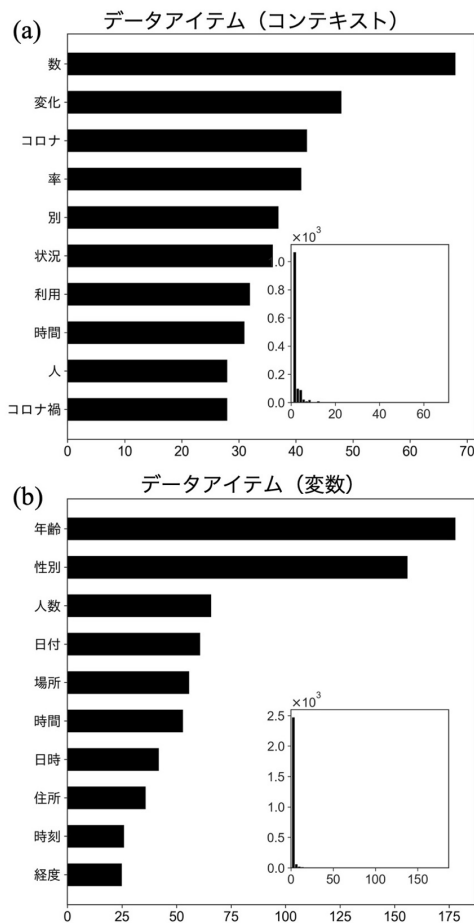 (a)
データアイテム（コンテキスト）
数
変化
コロナ
率
別
状況
利用
時間
人
コロナ禍
×10³
1.0
0.8
0.6
0.4
0.2
0.0
0 20 40 60
0 10 20 30 40 50 60 70
(b)
データアイテム（変数）
年齢
性別
人数
日付
場所
時間
日時
住所
時刻
経度
×10³
2.5
2.0
1.5
1.0
0.5
0.0
0 50 100 150
0 25 50 75 100 125 150 175